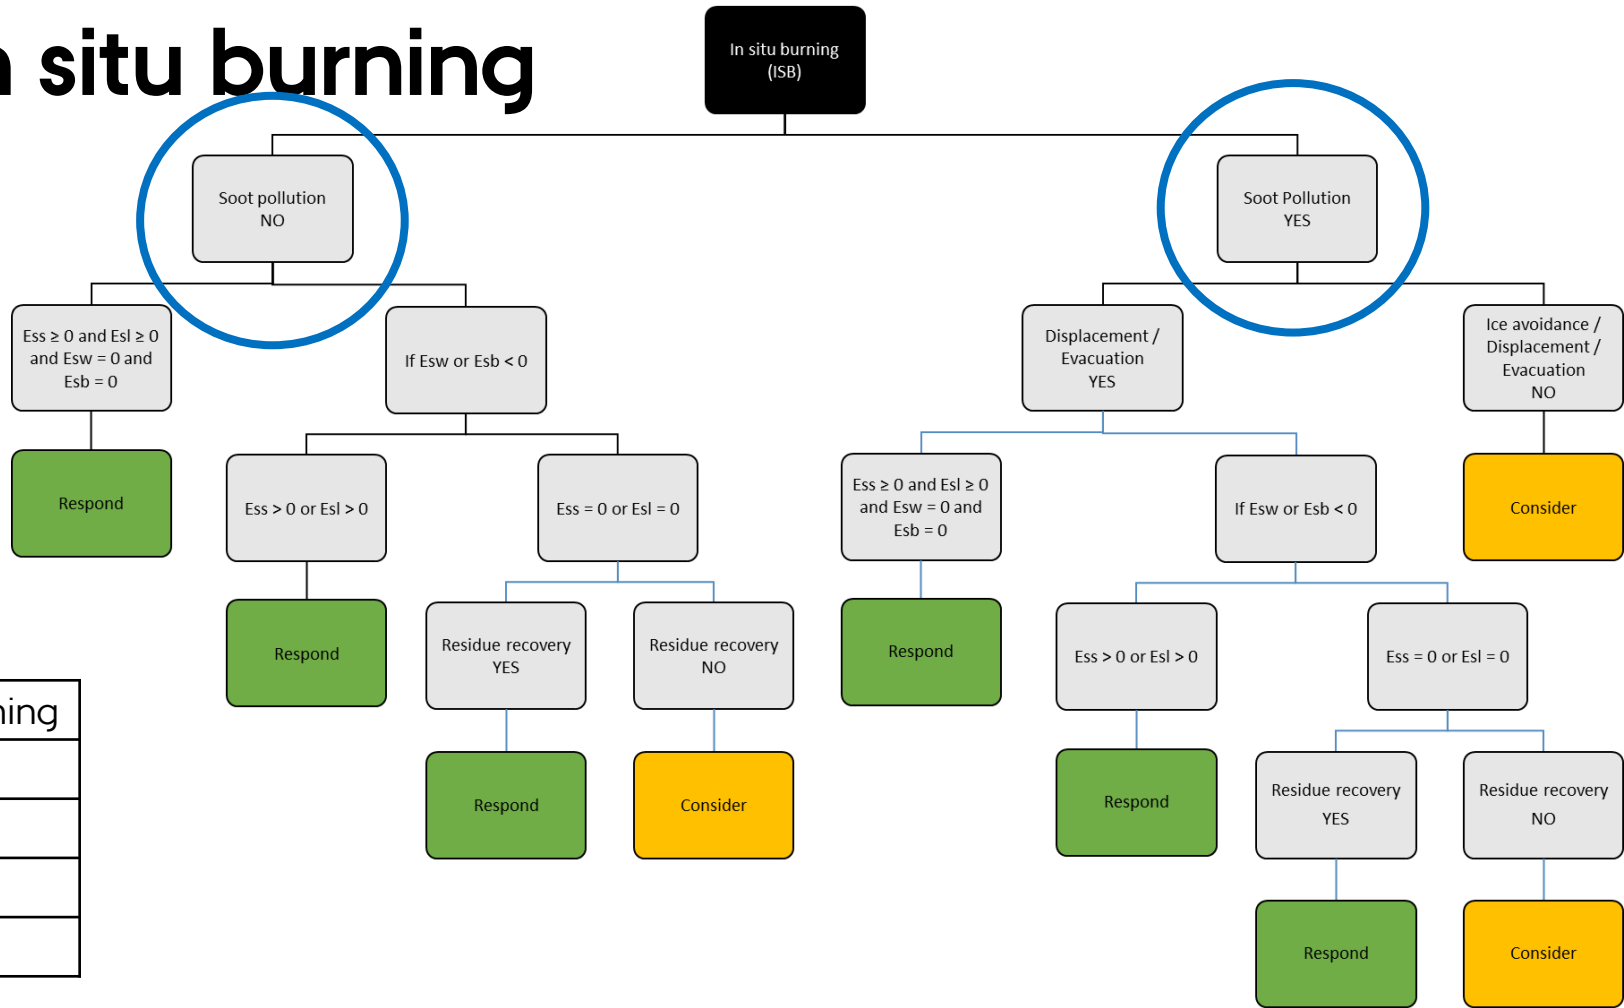 situ burning
In situ burning
(ISB)
Soot pollution
NO
Soot Pollution
YES
Ess ≥ 0 and Esl ≥ 0
and Esw = 0 and
Esb = 0
If Esw or Esb < 0
Displacement /
Evacuation
YES
Ice avoidance /
Displacement /
Evacuation
NO
Respond
Ess > 0 or Esl > 0
Ess = 0 or Esl = 0
Ess ≥ 0 and Esl ≥ 0
and Esw = 0 and
Esb = 0
If Esw or Esb < 0
Consider
Respond
Residue recovery
YES
Residue recovery
NO
Respond
Ess > 0 or Esl > 0
Ess = 0 or Esl = 0
Respond
Consider
Respond
Residue recovery
YES
Residue recovery
NO
Respond
Consider